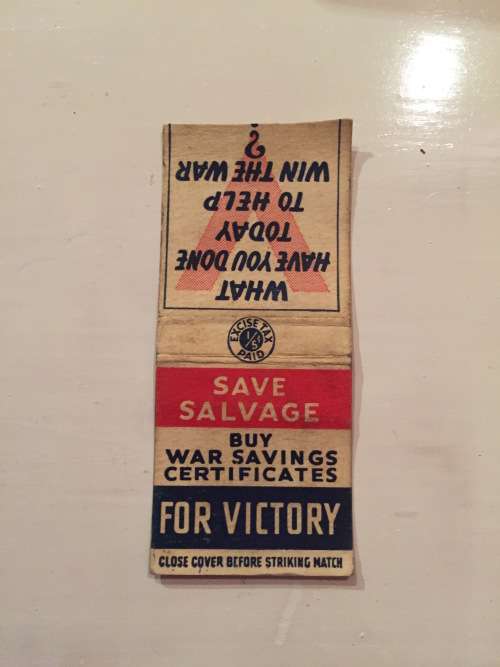 WHAT
HAVE YOU DONE
TODAY
TO HELP
WIN THE WAR
?
EXCISE TAX
1/5¢
PAID
SAVE
SALVAGE
BUY
WAR SAVINGS
CERTIFICATES
FOR VICTORY
CLOSE COVER BEFORE STRIKING MATCH